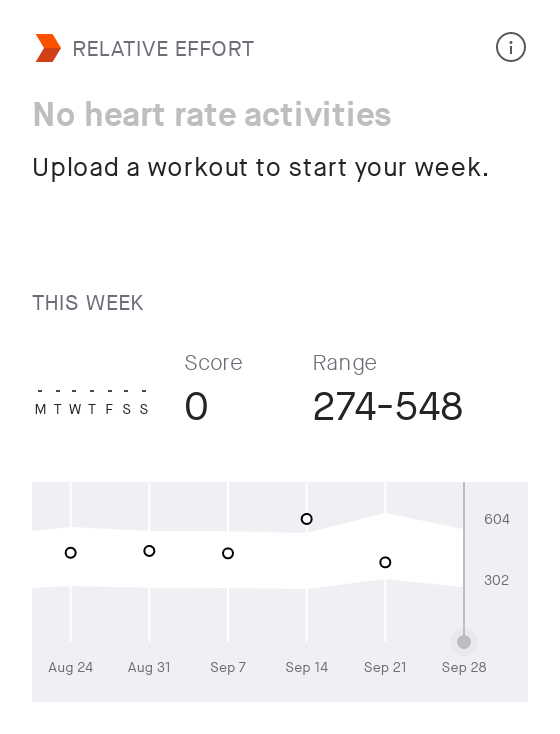 RELATIVE EFFORT
No heart rate activities
Upload a workout to start your week.
THIS WEEK
Score Range
- - - - - - -
M T W T F S S
0 274-548
604
302
Aug 24 Aug 31 Sep 7 Sep 14 Sep 21 Sep 28